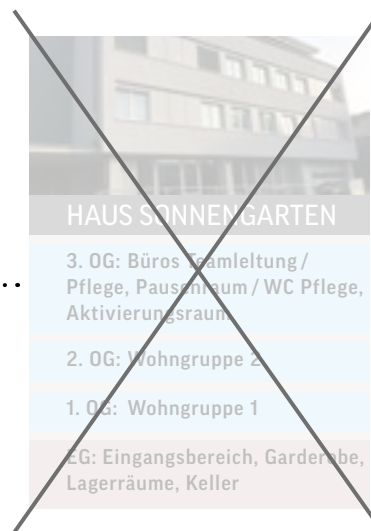 HAUS SONNENGARTEN
3. OG: Büros Teamleltung /
Pflege, Pausenraum / WC Pflege,
Aktivierungsraum
2. OG: Wohngruppe 2
1. OG: Wohngruppe 1
EG: Eingangsbereich, Garderobe,
Lagerräume, Keller